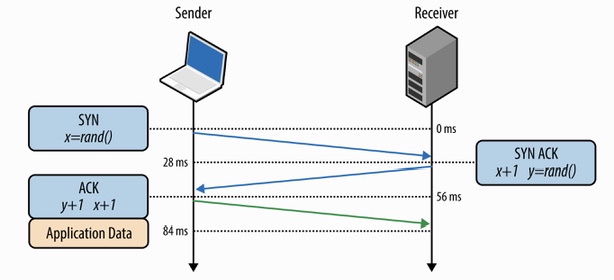 Sender
Receiver
SYN
x=rand()
0 ms
28 ms
SYN ACK
x+1 y=rand()
ACK
y+1 x+1
56 ms
Application Data
84 ms